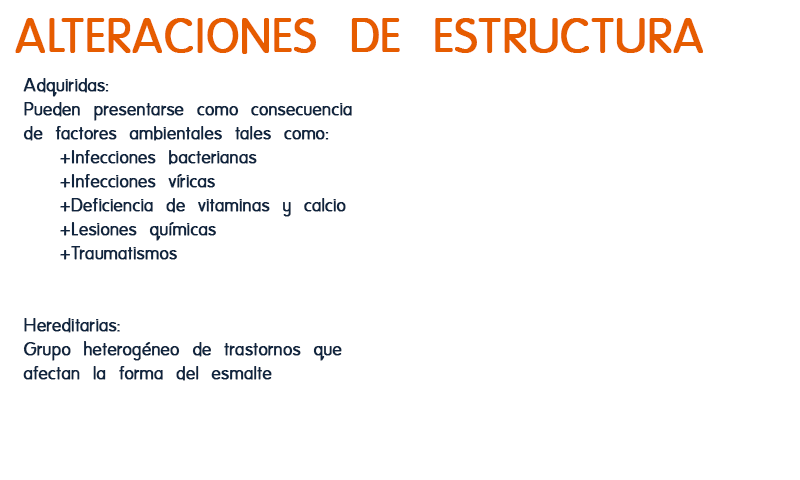 ALTERACIONES DE ESTRUCTURA
Adquiridas:
Pueden presentarse como consecuencia
de factores ambientales tales como:
+Infecciones bacterianas
+Infecciones víricas
+Deficiencia de vitaminas y calcio
+Lesiones químicas
+Traumatismos
Hereditarias:
Grupo heterogéneo de trastornos que
afectan la forma del esmalte